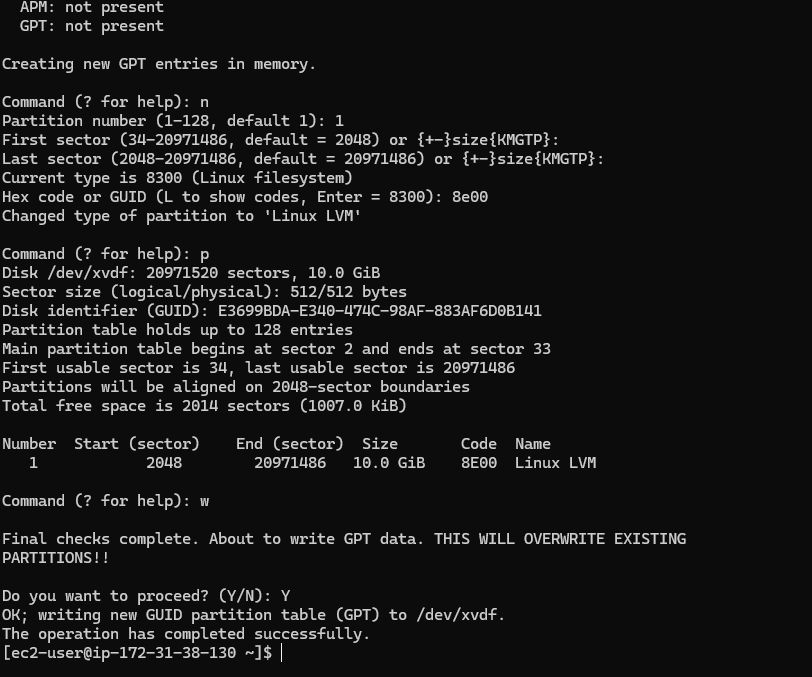 APM: not present
GPT: not present
Creating new GPT entries in memory.
Command (? for help): n
Partition number (1-128, default 1): 1
First sector (34-20971486, default = 2048) or {+-}size{KMGTP}:
Last sector (2048-20971486, default = 20971486) or {+-}size{KMGTP}:
Current type is 8300 (Linux filesystem)
Hex code or GUID (L to show codes, Enter = 8300): 8e00
Changed type of partition to 'Linux LVM'
Command (? for help): p
Disk /dev/xvdf: 20971520 sectors, 10.0 GiB
Sector size (logical/physical): 512/512 bytes
Disk identifier (GUID): E3699BDA-E340-474C-98AF-883AF6D0B141
Partition table holds up to 128 entries
Main partition table begins at sector 2 and ends at sector 33
First usable sector is 34, last usable sector is 20971486
Partitions will be aligned on 2048-sector boundaries
Total free space is 2014 sectors (1007.0 KiB)
Number  Start (sector)    End (sector)  Size       Code  Name
   1            2048        20971486   10.0 GiB    8E00  Linux LVM
Command (? for help): w
Final checks complete. About to write GPT data. THIS WILL OVERWRITE EXISTING
PARTITIONS!!
Do you want to proceed? (Y/N): Y
OK; writing new GUID partition table (GPT) to /dev/xvdf.
The operation has completed successfully.
[ec2-user@ip-172-31-38-130 ~]$